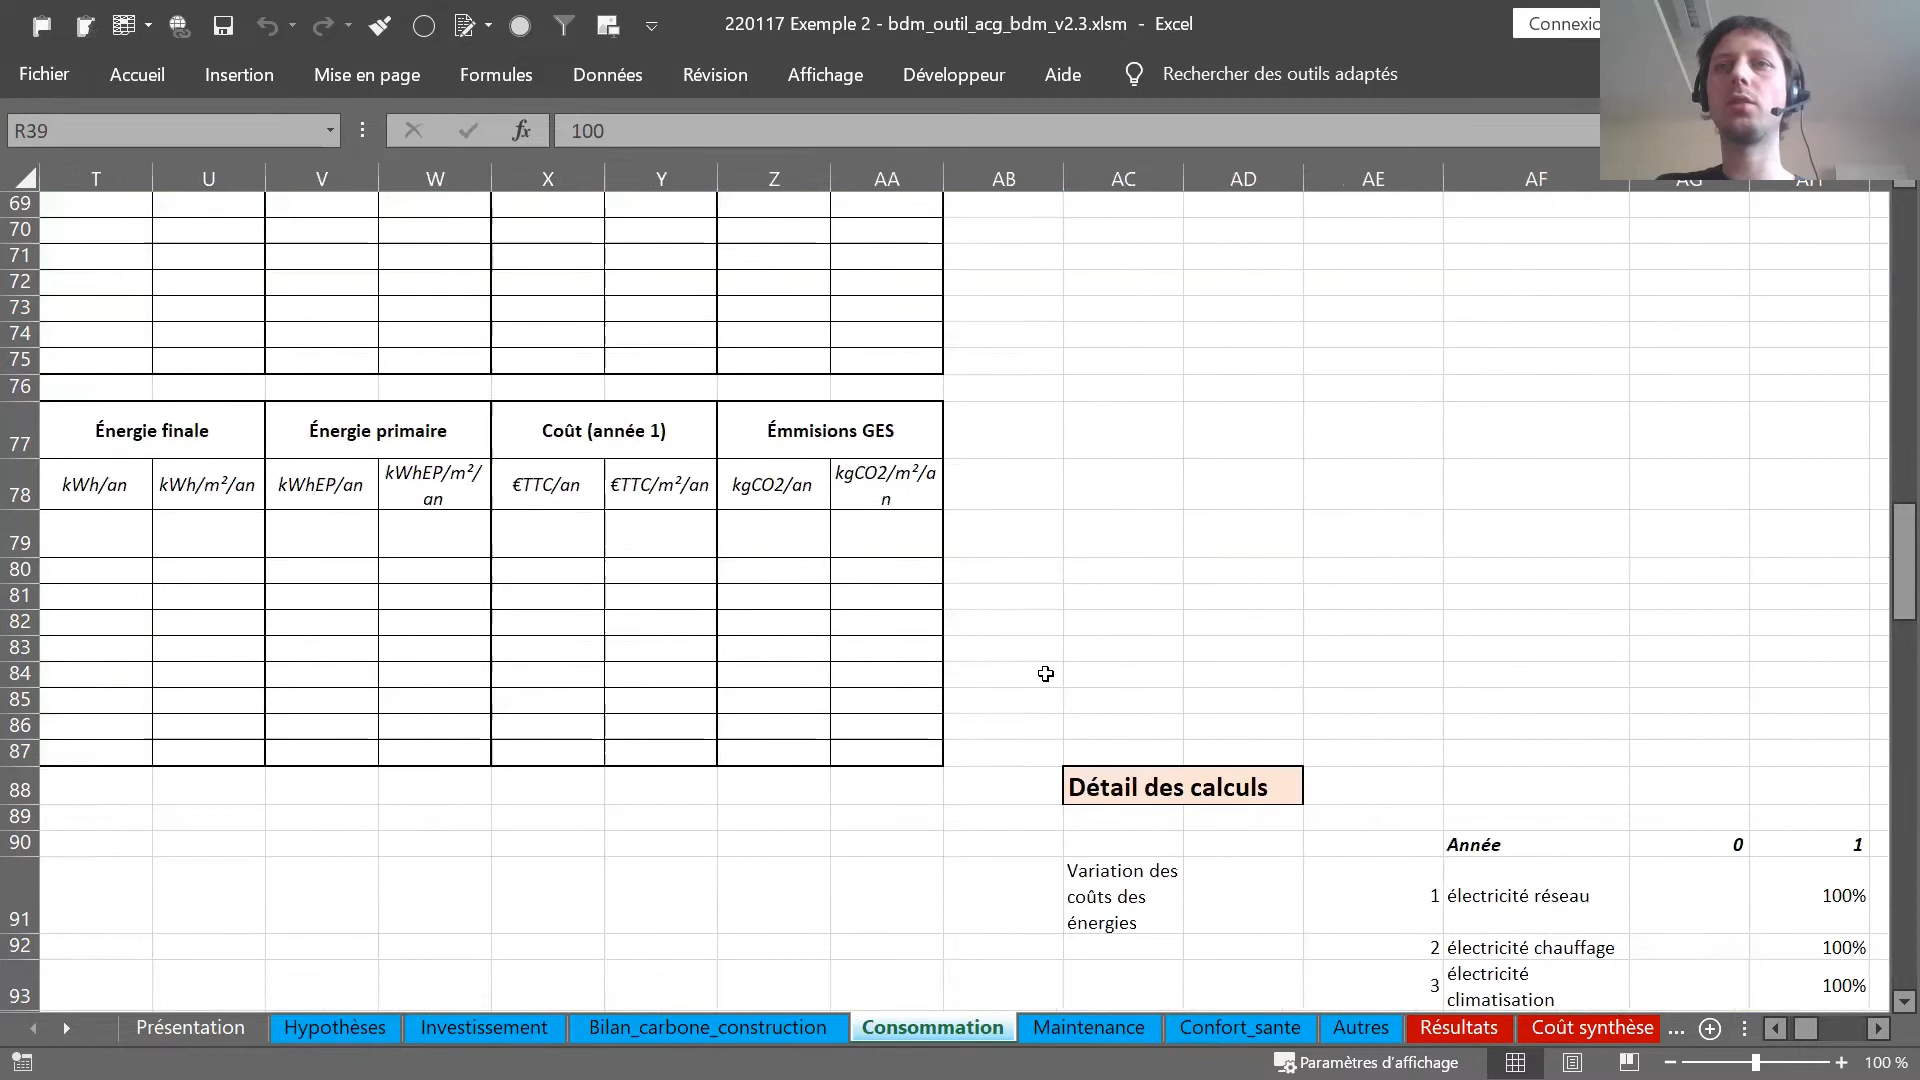 220117 Exemple 2 - bdm_outil_acg_bdm_v2.3.xlsm - Excel
Fichier Accueil Insertion Mise en page Formules Données Révision Affichage Développeur Aide Rechercher des outils adaptés
R39 fx 100
T U V W X Y Z AA AB AC AD AE AF
69
70
71
72
73
74
75
76
77 Énergie finale Énergie primaire Coût (année 1) Émmisions GES
78 kWh/an kWh/m²/an kWhEP/an kWhEP/m²/ €TTC/an €TTC/m²/an kgCO2/an kgCO2/m²/a
an n
79
80
81
82
83
84
85
86
87
88 Détail des calculs
89
90 Année 0 1
Variation des
91 coûts des 1 électricité réseau 100%
énergies
92 2 électricité chauffage 100%
93 3 électricité 100%
climatisation
Présentation Hypothèses Investissement Bilan_carbone_construction Consommation Maintenance Confort_sante Autres Résultats Coût synthèse ...
Paramètres d'affichage 100 %